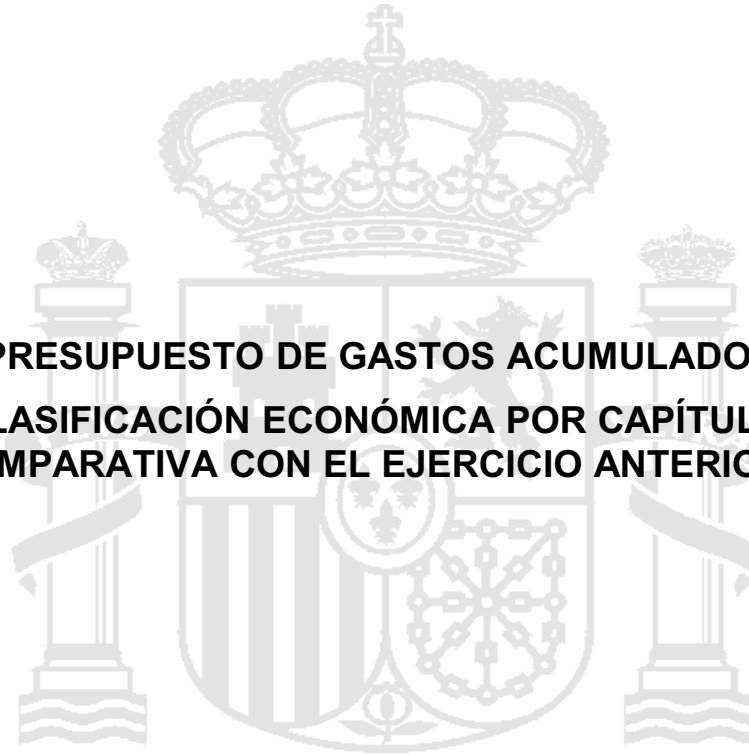 PRESUPUESTO DE GASTOS ACUMULADO
LASIFICACIÓN ECONÓMICA POR CAPÍTUL
MPARATIVA CON EL EJERCICIO ANTERIO